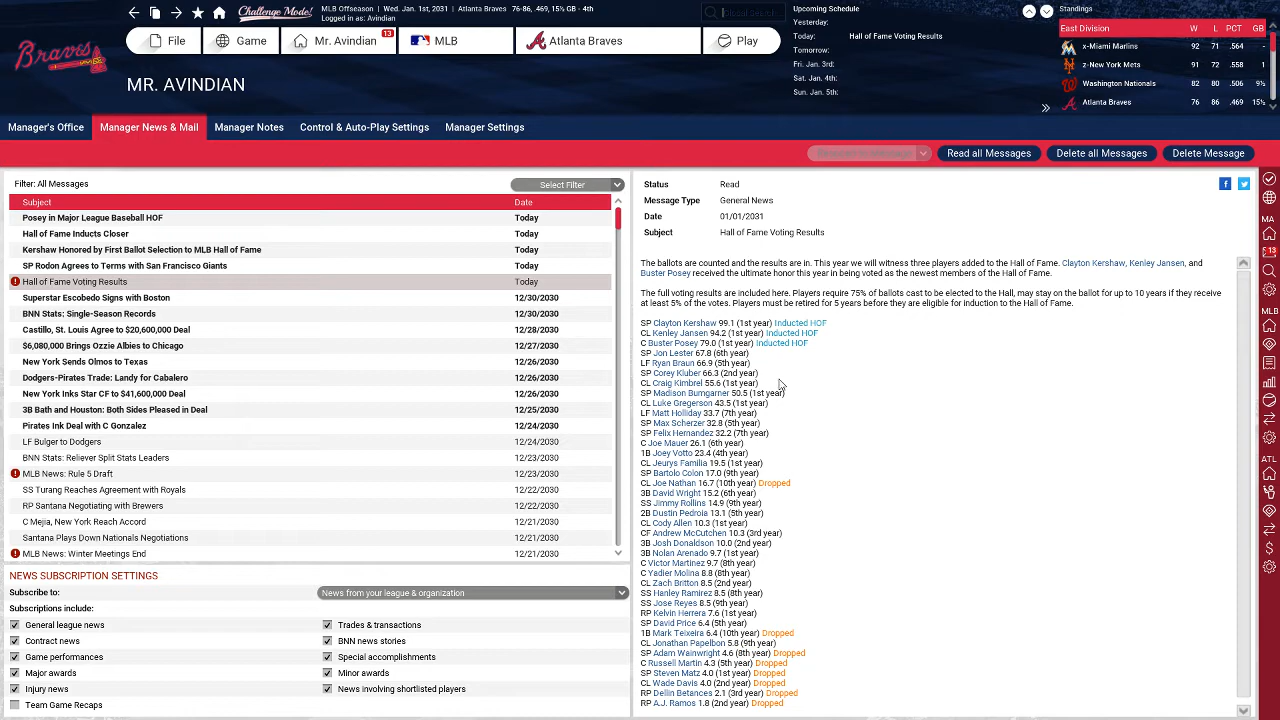 Challenge Mode!
MLB Offseason | Wed. Jan. 1st, 2031 | Atlanta Braves 76-86, .469, 15½ GB - 4th
Logged in as: Avindian
Global Search
Upcoming Schedule
Yesterday:
Today: Hall of Fame Voting Results
Tomorrow:
Fri. Jan. 3rd:
Sat. Jan. 4th:
Sun. Jan. 5th:
Standings
East Division W L PCT GB
x-Miami Marlins 92 71 .564 -
z-New York Mets 91 72 .558 1
Washington Nationals 82 80 .506 9½
Atlanta Braves 76 86 .469 15½
Braves
File
Game
Mr. Avindian 13
MLB
Atlanta Braves
Play
MR. AVINDIAN
Manager's Office
Manager News & Mail
Manager Notes
Control & Auto-Play Settings
Manager Settings
Read all Messages
Delete all Messages
Delete Message
Filter: All Messages
Select Filter
Subject Date
Posey in Major League Baseball HOF Today
Hall of Fame Inducts Closer Today
Kershaw Honored by First Ballot Selection to MLB Hall of Fame Today
SP Rodon Agrees to Terms with San Francisco Giants Today
Hall of Fame Voting Results Today
Superstar Escobedo Signs with Boston 12/30/2030
BNN Stats: Single-Season Records 12/30/2030
Castillo, St. Louis Agree to $20,600,000 Deal 12/28/2030
$6,080,000 Brings Ozzie Albies to Chicago 12/27/2030
New York Sends Olmos to Texas 12/26/2030
Dodgers-Pirates Trade: Landy for Cabalero 12/26/2030
New York Inks Star CF to $41,600,000 Deal 12/26/2030
3B Bath and Houston: Both Sides Pleased in Deal 12/25/2030
Pirates Ink Deal with C Gonzalez 12/24/2030
LF Bulger to Dodgers 12/24/2030
BNN Stats: Reliever Split Stats Leaders 12/23/2030
MLB News: Rule 5 Draft 12/23/2030
SS Turang Reaches Agreement with Royals 12/22/2030
RP Santana Negotiating with Brewers 12/22/2030
C Mejia, New York Reach Accord 12/21/2030
Santana Plays Down Natals Negotiations 12/21/2030
MLB News: Winter Meetings End 12/21/2030
NEWS SUBSCRIPTION SETTINGS
Subscribe to: News from your league & organization
Subscriptions include:
General league news Trades & transactions
Contract news BNN news stories
Game performances Special accomplishments
Major awards Minor awards
Injury news News involving shortlisted players
Team Game Recaps
Status Read
Message Type General News
Date 01/01/2031
Subject Hall of Fame Voting Results
The ballots are counted and the results are in. This year we will witness three players added to the Hall of Fame. Clayton Kershaw, Kenley Jansen, and
Buster Posey received the ultimate honor this year in being voted as the newest members of the Hall of Fame.
The full voting results are included here. Players require 75% of ballots cast to be elected to the Hall, may stay on the ballot for up to 10 years if they receive
at least 5% of the votes. Players must be retired for 5 years before they are eligible for induction to the Hall of Fame.
SP Clayton Kershaw 99.1 (1st year) Inducted HOF
CL Kenley Jansen 94.2 (1st year) Inducted HOF
C Buster Posey 79.0 (1st year) Inducted HOF
SP Jon Lester 67.8 (6th year)
LF Ryan Braun 66.9 (5th year)
SP Corey Kluber 66.3 (2nd year)
CL Craig Kimbrel 55.6 (1st year)
SP Madison Bumgarner 50.5 (1st year)
CL Luke Gregerson 43.5 (1st year)
LF Matt Holliday 33.7 (7th year)
SP Max Scherzer 32.8 (5th year)
SP Felix Hernandez 32.2 (7th year)
C Joe Mauer 26.1 (6th year)
1B Joey Votto 23.4 (4th year)
CL Jeurys Familia 19.5 (1st year)
SP Bartolo Colon 17.0 (9th year)
CL Joe Nathan 16.7 (10th year) Dropped
3B David Wright 15.2 (6th year)
SS Jimmy Rollins 14.9 (9th year)
2B Dustin Pedroia 13.1 (5th year)
CL Cody Allen 10.3 (1st year)
CF Andrew McCutchen 10.3 (3rd year)
3B Josh Donaldson 10.0 (2nd year)
3B Nolan Arenado 9.7 (1st year)
C Victor Martinez 9.7 (8th year)
C Yadier Molina 8.8 (8th year)
CL Zach Britton 8.5 (2nd year)
SS Hanley Ramirez 8.5 (8th year)
SS Jose Reyes 8.5 (9th year)
RP Kelvin Herrera 7.6 (1st year)
SP David Price 6.4 (5th year)
1B Mark Teixeira 6.4 (10th year) Dropped
CL Jonathan Papelbon 5.8 (9th year)
SP Adam Wainwright 4.6 (8th year) Dropped
C Russell Martin 4.3 (5th year) Dropped
SP Steven Matz 4.0 (1st year) Dropped
CL Wade Davis 4.0 (2nd year) Dropped
RP Dellin Betances 2.1 (3rd year) Dropped
RP A.J. Ramos 1.8 (2nd year) Dropped
MA
13
MLB
ATL